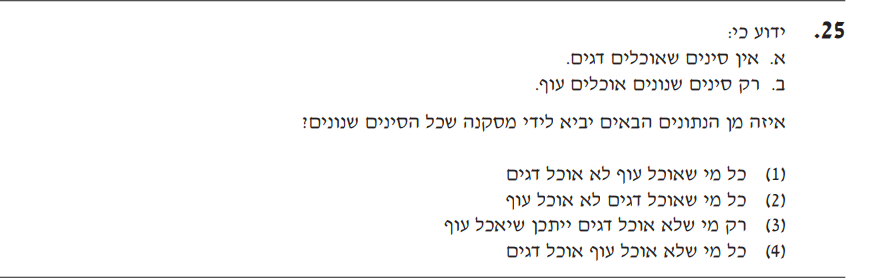 25. ידוע כי:
א. אין סינים שאוכלים דגים.
ב. רק סינים שנונים אוכלים עוף.
איזה מן הנתונים הבאים יביא לידי מסקנה שכל הסינים שנונים?
(1) כל מי שאוכל עוף לא אוכל דגים
(2) כל מי שאוכל דגים לא אוכל עוף
(3) רק מי שלא אוכל דגים ייתכן שיאכל עוף
(4) כל מי שלא אוכל עוף אוכל דגים